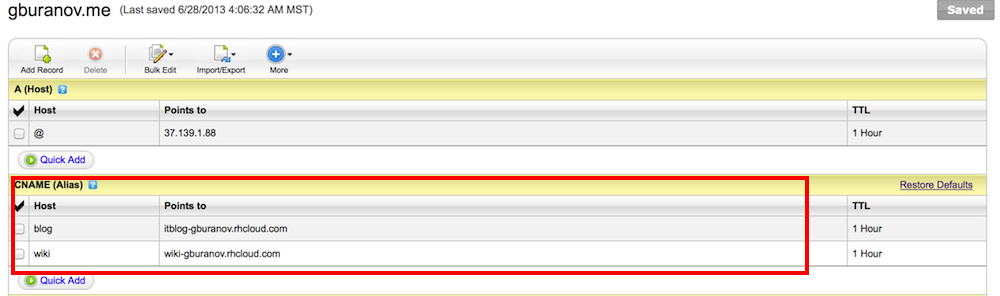 gburanov.me (Last saved 6/28/2013 4:06:32 AM MST) Saved
Add Record Delete Bulk Edit Import/Export More
A (Host) ?
Host Points to TTL
@ 37.139.1.88 1 Hour
Quick Add
CNAME (Alias) ? Restore Defaults
Host Points to TTL
blog itblog-gburanov.rhcloud.com 1 Hour
wiki wiki-gburanov.rhcloud.com 1 Hour
Quick Add